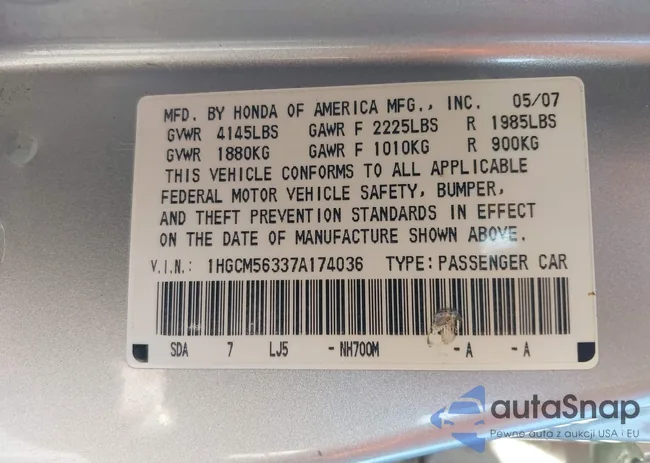 MFD. BY HONDA OF AMERICA MFG., INC. 05/07
GVWR 4145LBS GAWR F 2225LBS R 1985LBS
GVWR 1880KG GAWR F 1010KG R 900KG
THIS VEHICLE CONFORMS TO ALL APPLICABLE
FEDERAL MOTOR VEHICLE SAFETY, BUMPER,
AND THEFT PREVENTION STANDARDS IN EFFECT
ON THE DATE OF MANUFACTURE SHOWN ABOVE.
V.I.N.: 1HGCM56337A174036 TYPE: PASSENGER CAR
SDA 7 LJ5 -NH700M -A -A
autaSnap
Pewne auta z aukcji USA i EU